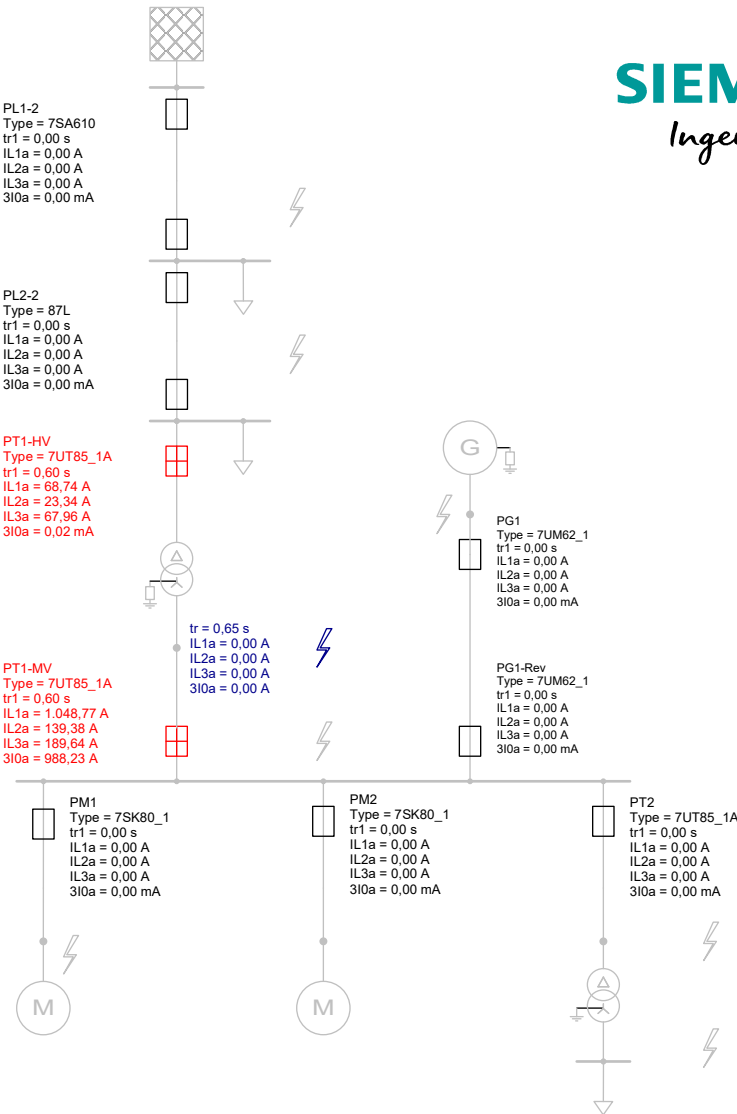 SIEM
Ingen
PL1-2
Type = 7SA610
tr1 = 0,00 s
IL1a = 0,00 A
IL2a = 0,00 A
IL3a = 0,00 A
3I0a = 0,00 mA
PL2-2
Type = 87L
tr1 = 0,00 s
IL1a = 0,00 A
IL2a = 0,00 A
IL3a = 0,00 A
3I0a = 0,00 mA
PT1-HV
Type = 7UT85_1A
tr1 = 0,60 s
IL1a = 68,74 A
IL2a = 23,34 A
IL3a = 67,96 A
3I0a = 0,02 mA
G
PG1
Type = 7UM62_1
tr1 = 0,00 s
IL1a = 0,00 A
IL2a = 0,00 A
IL3a = 0,00 A
3I0a = 0,00 mA
tr = 0,65 s
IL1a = 0,00 A
IL2a = 0,00 A
IL3a = 0,00 A
3I0a = 0,00 A
PT1-MV
Type = 7UT85_1A
tr1 = 0,60 s
IL1a = 1.048,77 A
IL2a = 139,38 A
IL3a = 189,64 A
3I0a = 988,23 A
PG1-Rev
Type = 7UM62_1
tr1 = 0,00 s
IL1a = 0,00 A
IL2a = 0,00 A
IL3a = 0,00 A
3I0a = 0,00 mA
PM1
Type = 7SK80_1
tr1 = 0,00 s
IL1a = 0,00 A
IL2a = 0,00 A
IL3a = 0,00 A
3I0a = 0,00 mA
PM2
Type = 7SK80_1
tr1 = 0,00 s
IL1a = 0,00 A
IL2a = 0,00 A
IL3a = 0,00 A
3I0a = 0,00 mA
PT2
Type = 7UT85_1A
tr1 = 0,00 s
IL1a = 0,00 A
IL2a = 0,00 A
IL3a = 0,00 A
3I0a = 0,00 mA
M
M